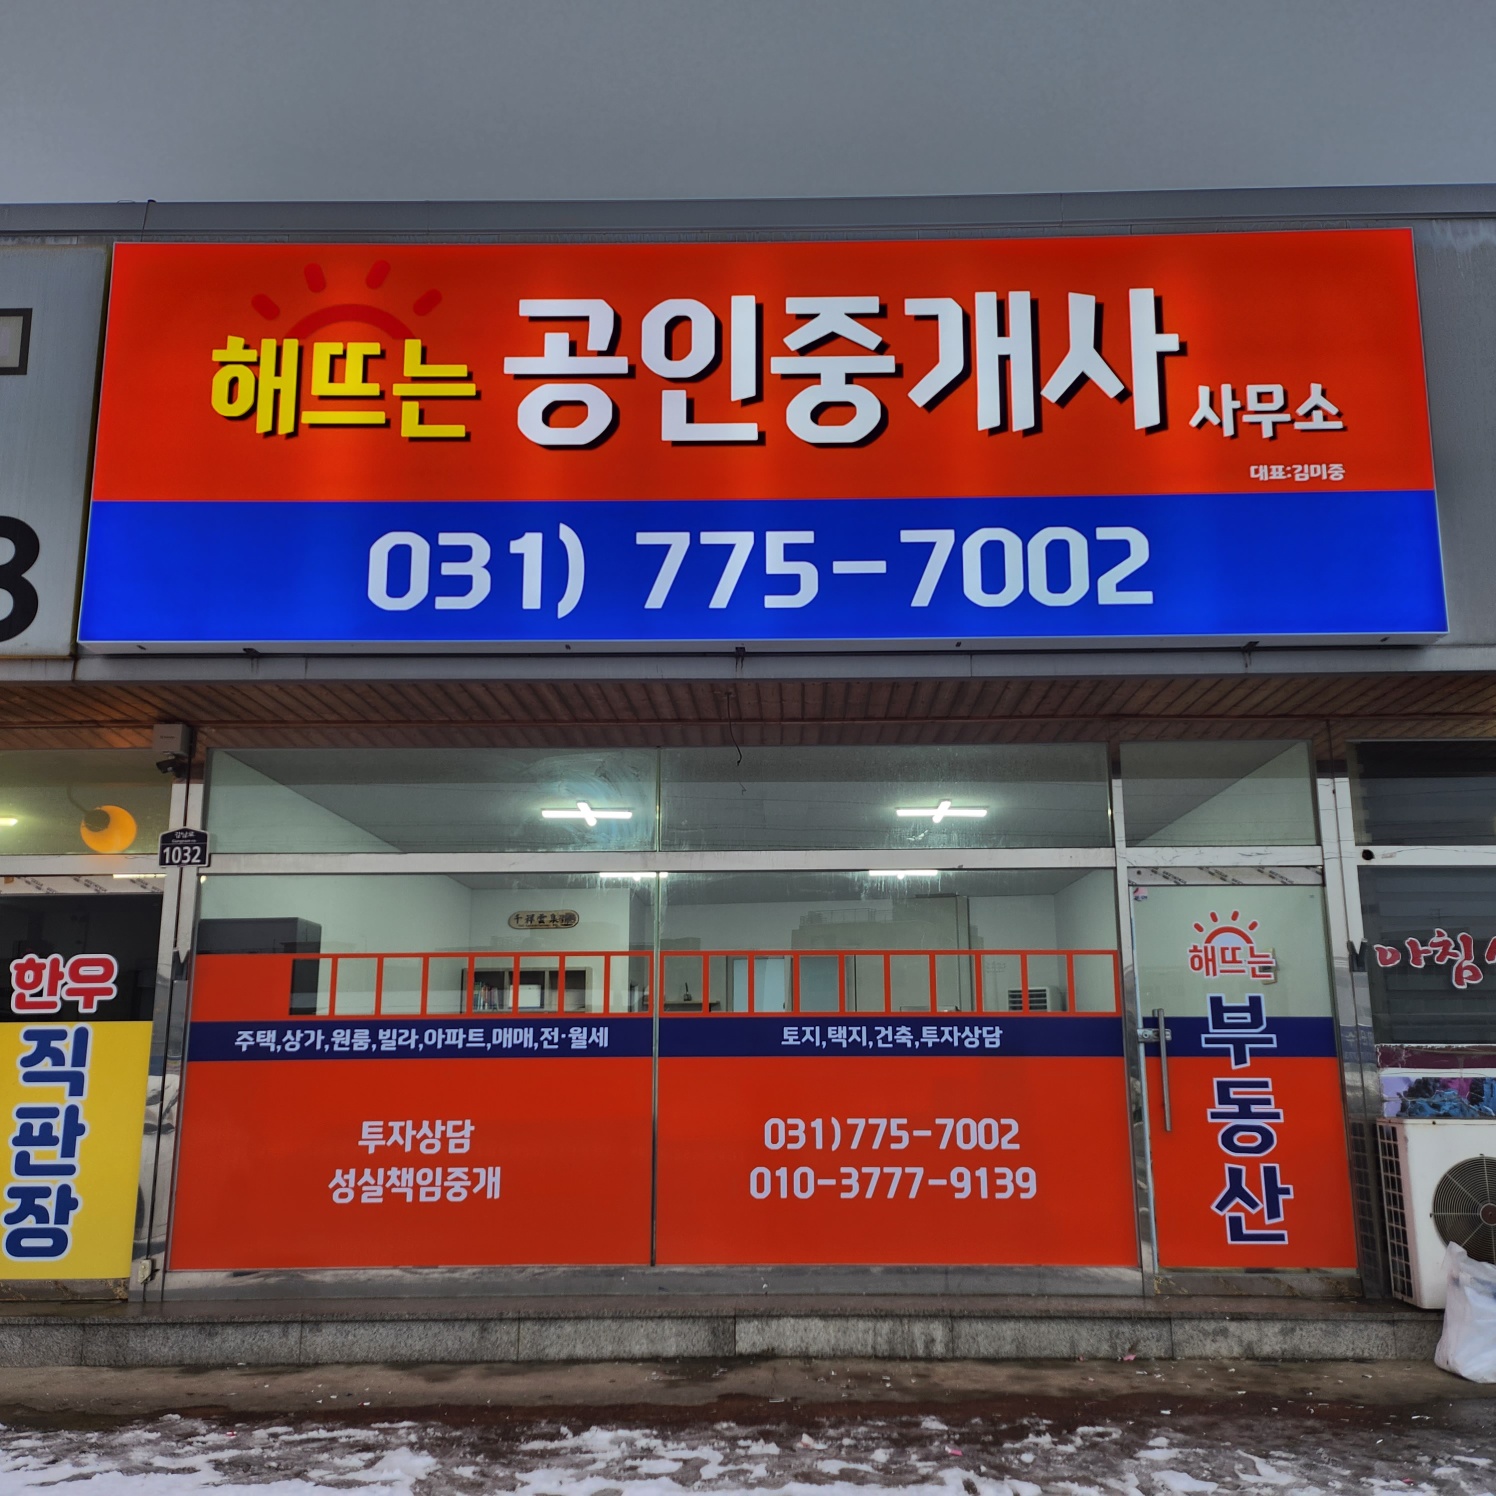 해뜨는 공인중개사 사무소
대표:김미중
031) 775-7002
강남로
1032
한우
직판장
주택,상가,원룸,빌라,아파트,매매,전·월세
투자상담
성실책임중개
토지,택지,건축,투자상담
031)775-7002
010-3777-9139
해뜨는
부동산
아침